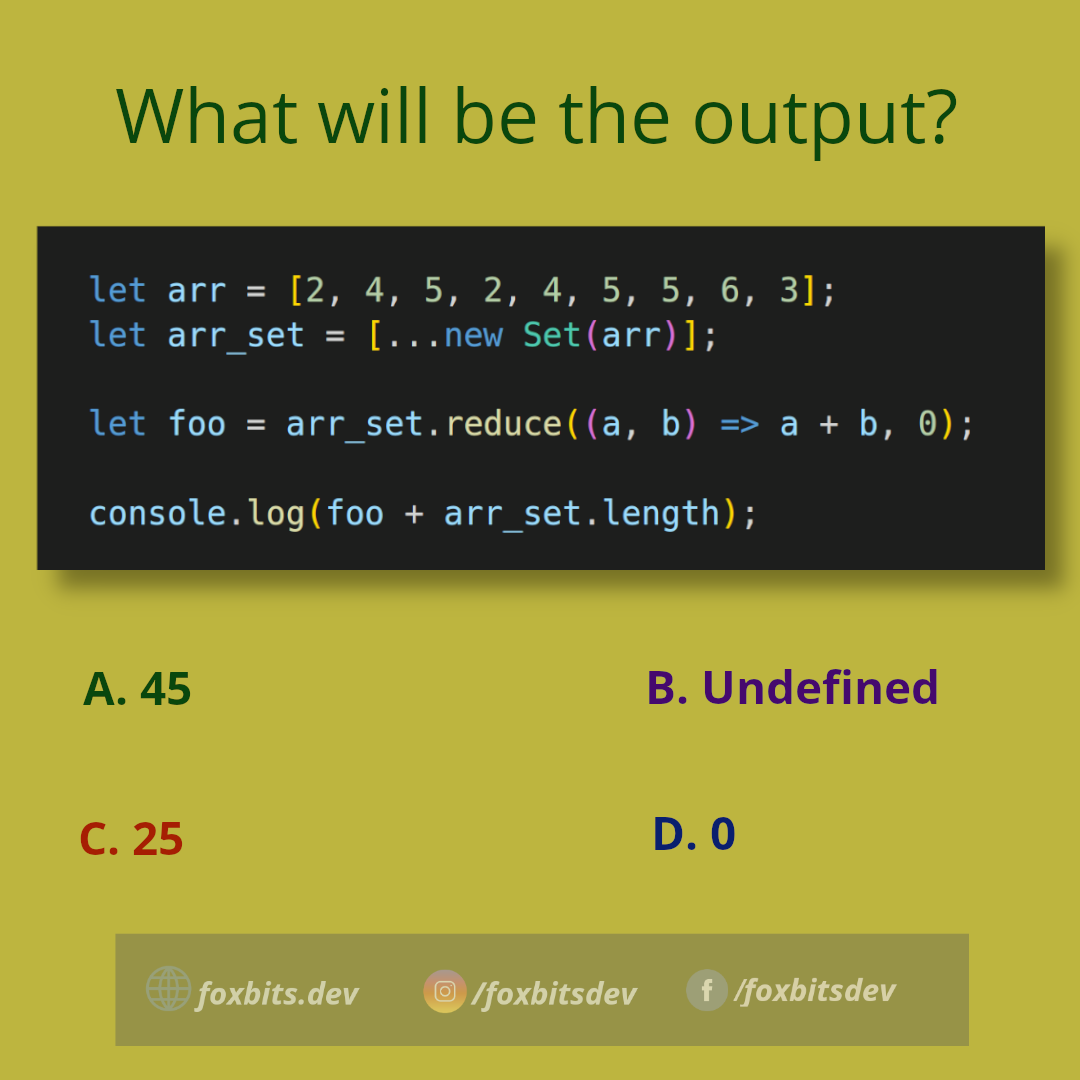 What will be the output?
let arr = [2, 4, 5, 2, 4, 5, 5, 6, 3];
let arr_set = [...new Set(arr)];
let foo = arr_set.reduce((a, b) => a + b, 0);
console.log(foo + arr_set.length);
A. 45
B. Undefined
C. 25
D. 0
foxbits.dev
/foxbitsdev
/foxbitsdev